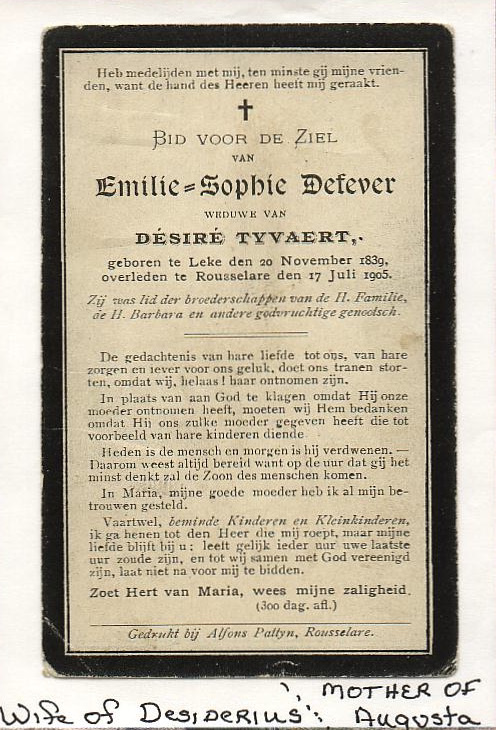 Heb medelijden met mij, ten minste gij mijne vrien-
den, want de hand des Heeren heeft mij geraakt.
BID VOOR DE ZIEL
VAN
Emilie=Sophie Defever
WEDUWE VAN
DÉSIRÉ TYVAERT,.
geboren te Leke den 20 November 1839,
overleden te Rousselare den 17 Juli 1905.
Zij was lid der broederschappen van de H. Familie,
de H. Barbara en andere godvruchtige genootsch.
De gedachtenis van hare liefde tot ons, van hare
zorgen en iever voor ons geluk, doet ons tranen stor-
ten, omdat wij, helaas! haar ontnomen zijn.
In plaats van aan God te klagen omdat Hij onze
moeder ontnomen heeft, moeten wij Hem bedanken
omdat Hij ons zulke moeder gegeven heeft die tot
voorbeeld van hare kinderen diende.
Heden is de mensch en morgen is hij verdwenen. —
Daarom weest altijd bereid want op de uur dat gij het
minst denkt zal de Zoon des menschen komen.
In Maria, mijne goede moeder heb ik al mijn be-
trouwen gesteld.
Vaartwel, beminde Kinderen en Kleinkinderen,
ik ga henen tot den Heer die mij roept, maar mijne
liefde blijft bij u; leeft gelijk ieder uur uwe laatste
uur zoude zijn, en tot wij samen met God vereenigd
zijn, laat niet na voor mij te bidden.
Zoet Hert van Maria, wees mijne zaligheid.
(300 dag. afl.)
Gedrukt bij Alfons Pattyn, Rousselare.
Wife of DESIDERIUS", MOTHER OF
Augusta